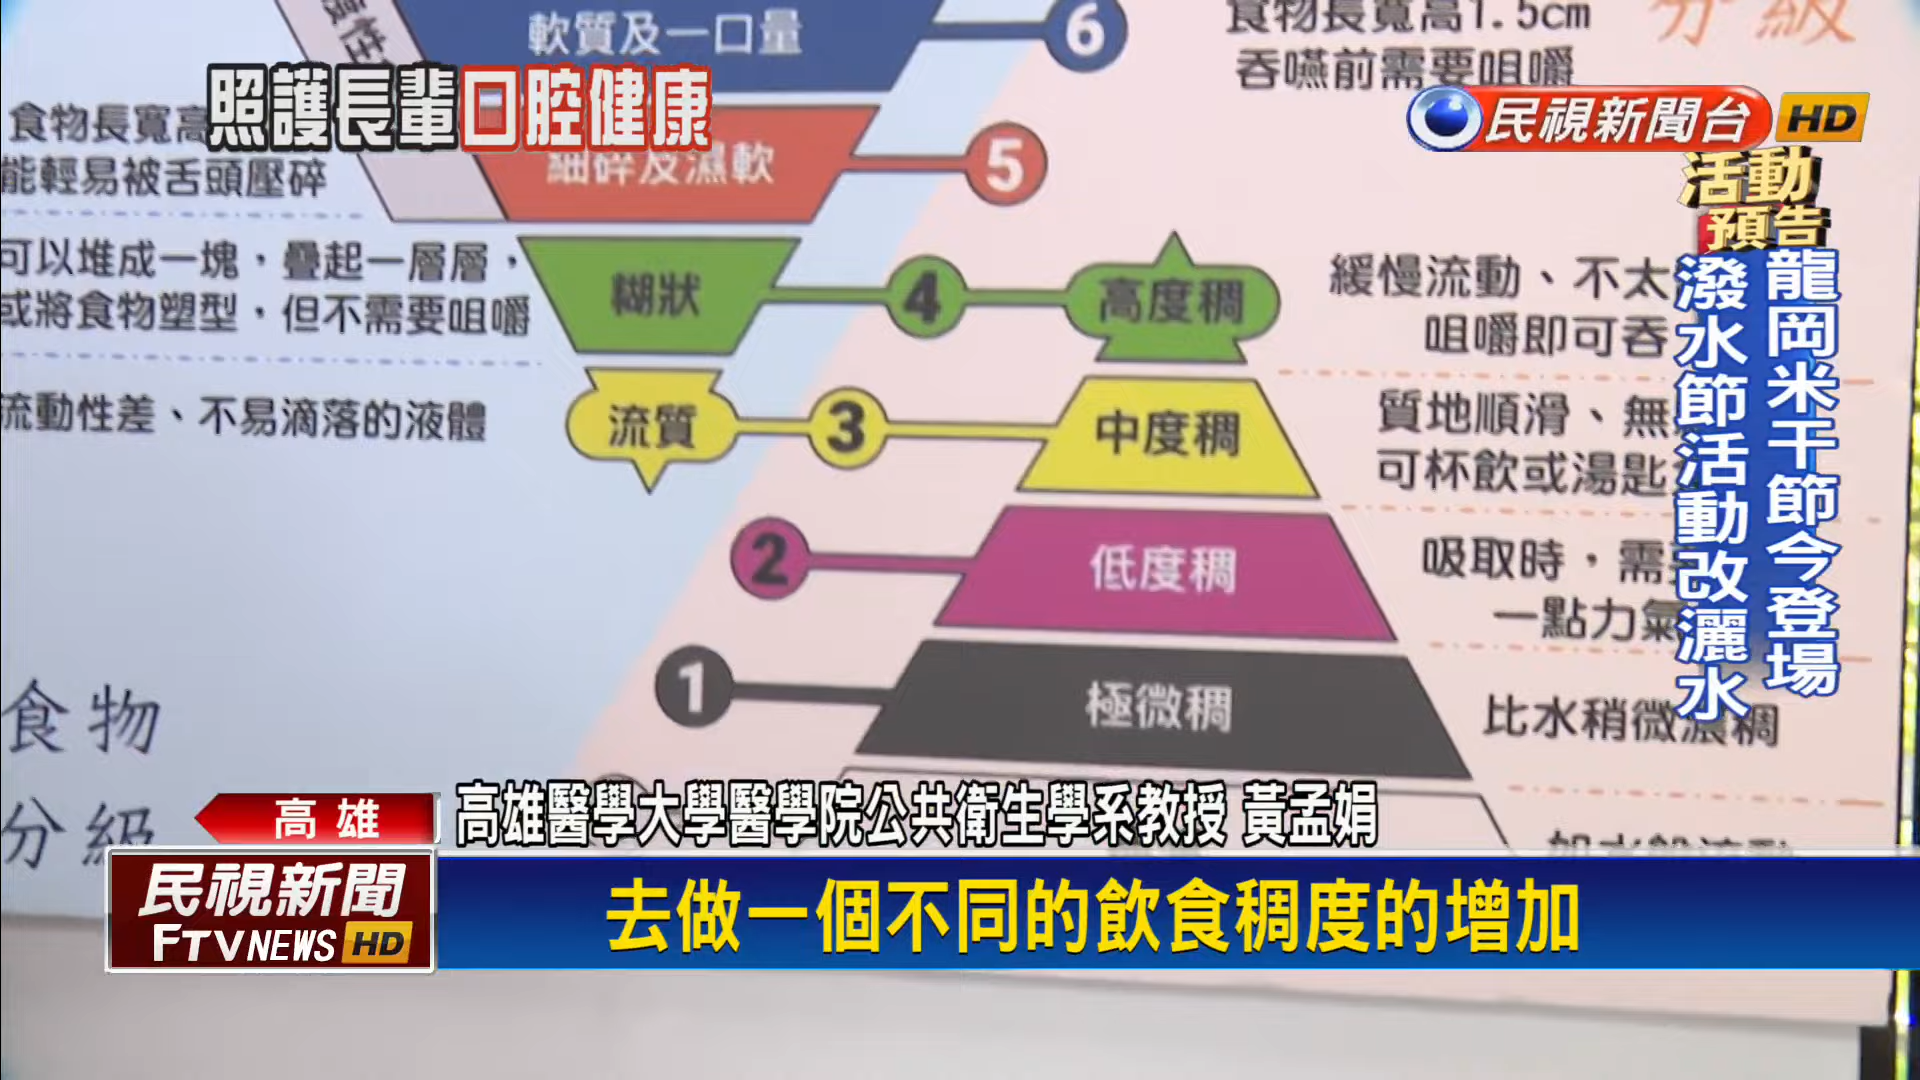 軟質及一口量
6
食物長寬高1.5cm
吞嚥前需要咀嚼
分級
照護長輩口腔健康
民視新聞台 HD
食物長寬高
能輕易被舌頭壓碎
細碎及濕軟
5
活動
預告
龍岡米干節今登場
潑水節活動改灑水
可以堆成一塊，疊起一層層，
或將食物塑型，但不需要咀嚼
糊狀
4
高度稠
緩慢流動、不太
咀嚼即可吞
流動性差、不易滴落的液體
流質
3
中度稠
質地順滑、無
可杯飲或湯匙
2
低度稠
吸取時，需
一點力氣
1
極微稠
比水稍微濃稠
食物
分級
高雄
高雄醫學大學醫學院公共衛生學系教授 黃孟娟
民視新聞
FTVNEWS HD
去做一個不同的飲食稠度的增加